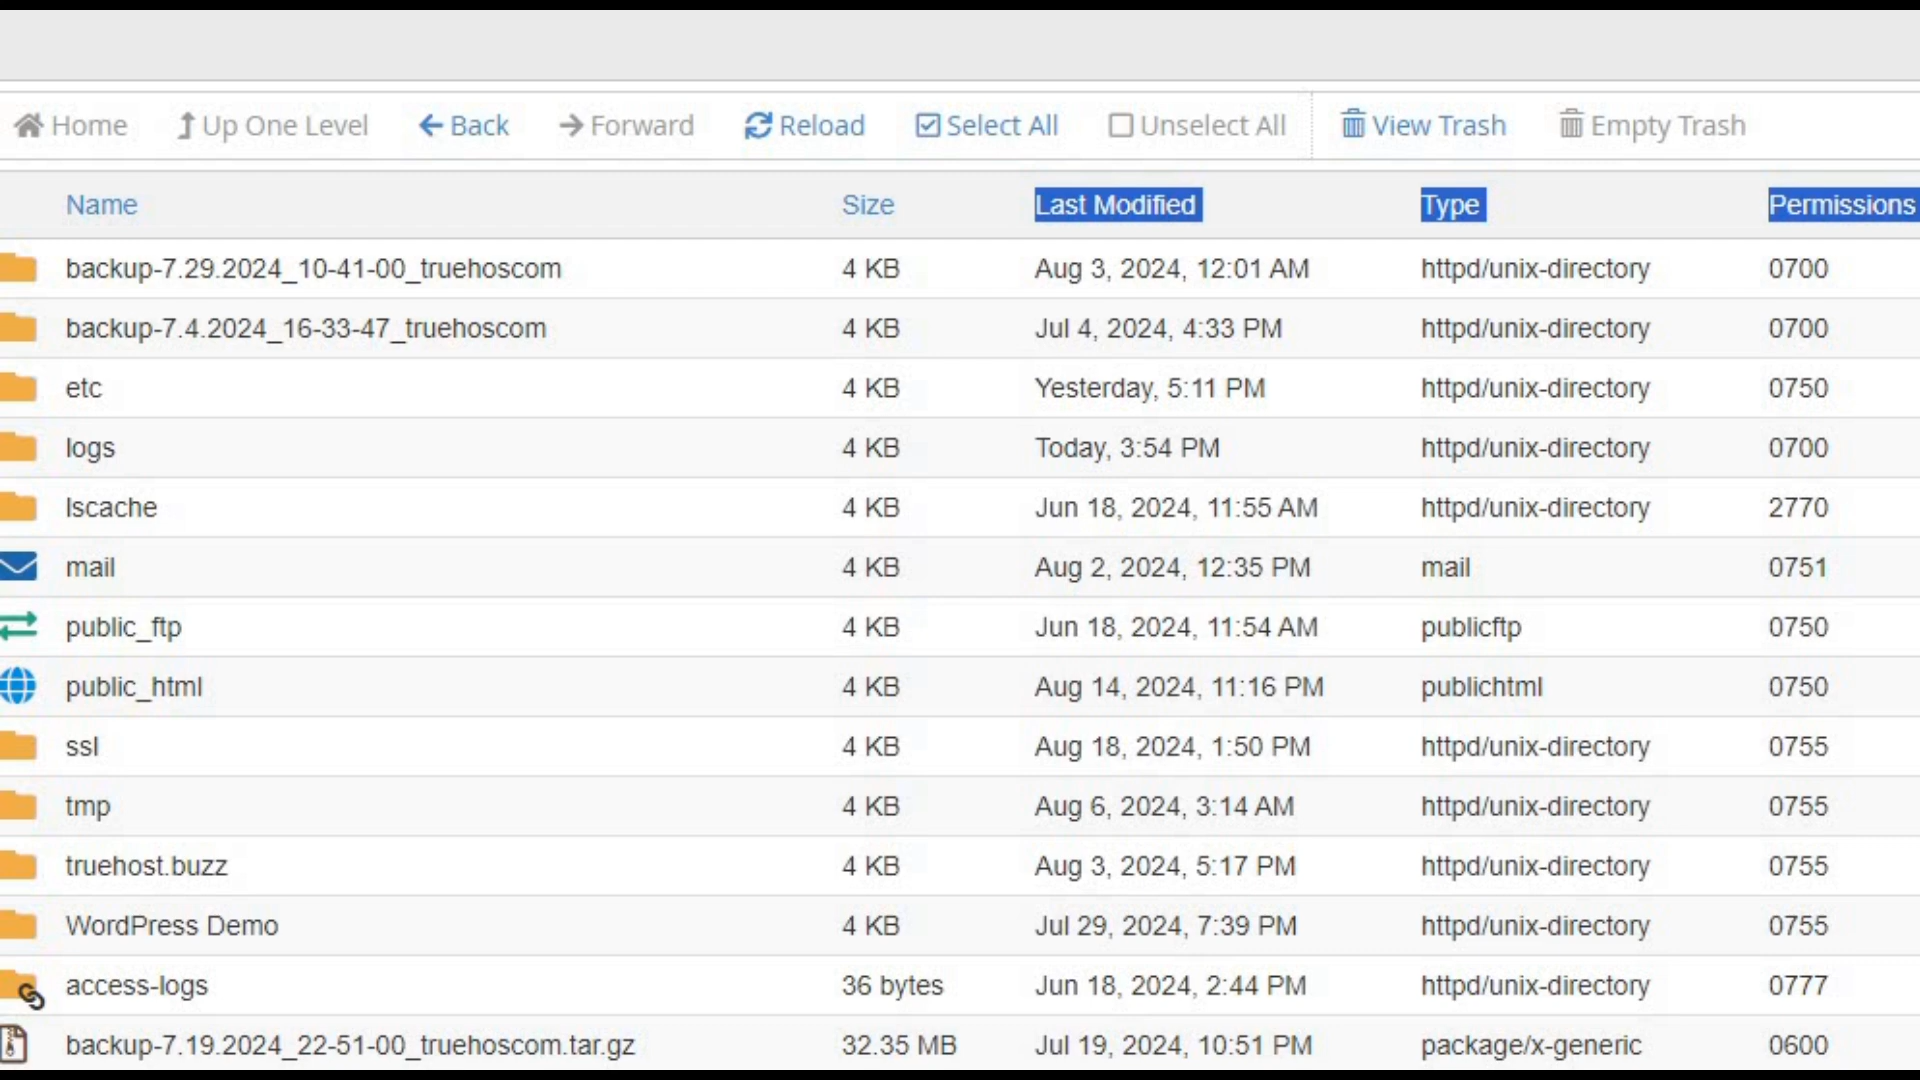 Home Up One Level Back Forward Reload Select All Unselect All View Trash Empty Trash
Name Size Last Modified Type Permissions
backup-7.29.2024_10-41-00_truehoscom 4 KB Aug 3, 2024, 12:01 AM httpd/unix-directory 0700
backup-7.4.2024_16-33-47_truehoscom 4 KB Jul 4, 2024, 4:33 PM httpd/unix-directory 0700
etc 4 KB Yesterday, 5:11 PM httpd/unix-directory 0750
logs 4 KB Today, 3:54 PM httpd/unix-directory 0700
lscache 4 KB Jun 18, 2024, 11:55 AM httpd/unix-directory 2770
mail 4 KB Aug 2, 2024, 12:35 PM mail 0751
public_ftp 4 KB Jun 18, 2024, 11:54 AM publicftp 0750
public_html 4 KB Aug 14, 2024, 11:16 PM publichtml 0750
ssl 4 KB Aug 18, 2024, 1:50 PM httpd/unix-directory 0755
tmp 4 KB Aug 6, 2024, 3:14 AM httpd/unix-directory 0755
truehost.buzz 4 KB Aug 3, 2024, 5:17 PM httpd/unix-directory 0755
WordPress Demo 4 KB Jul 29, 2024, 7:39 PM httpd/unix-directory 0755
access-logs 36 bytes Jun 18, 2024, 2:44 PM httpd/unix-directory 0777
backup-7.19.2024_22-51-00_truehoscom.tar.gz 32.35 MB Jul 19, 2024, 10:51 PM package/x-generic 0600